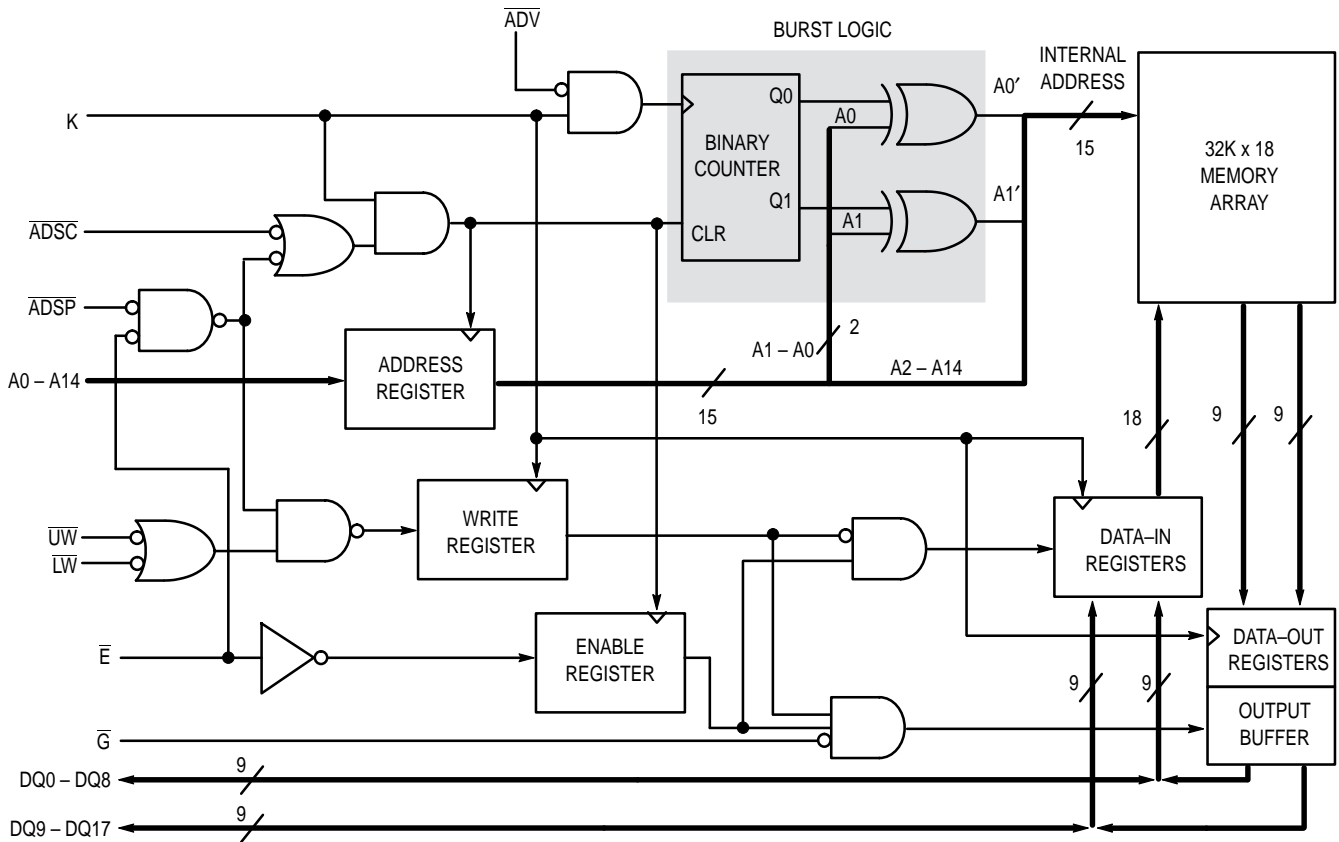 ADV
BURST LOGIC
INTERNAL
ADDRESS
K
BINARY
COUNTER
Q0
Q1
CLR
A0
A1
A0′
A1′
15
32K x 18
MEMORY
ARRAY
ADSC
ADSP
A0 – A14
ADDRESS
REGISTER
15
A1 – A0
2
A2 – A14
18
9
9
UW
LW
WRITE
REGISTER
DATA–IN
REGISTERS
E
ENABLE
REGISTER
9
9
DATA–OUT
REGISTERS
OUTPUT
BUFFER
G
DQ0 – DQ8
9
DQ9 – DQ17
9